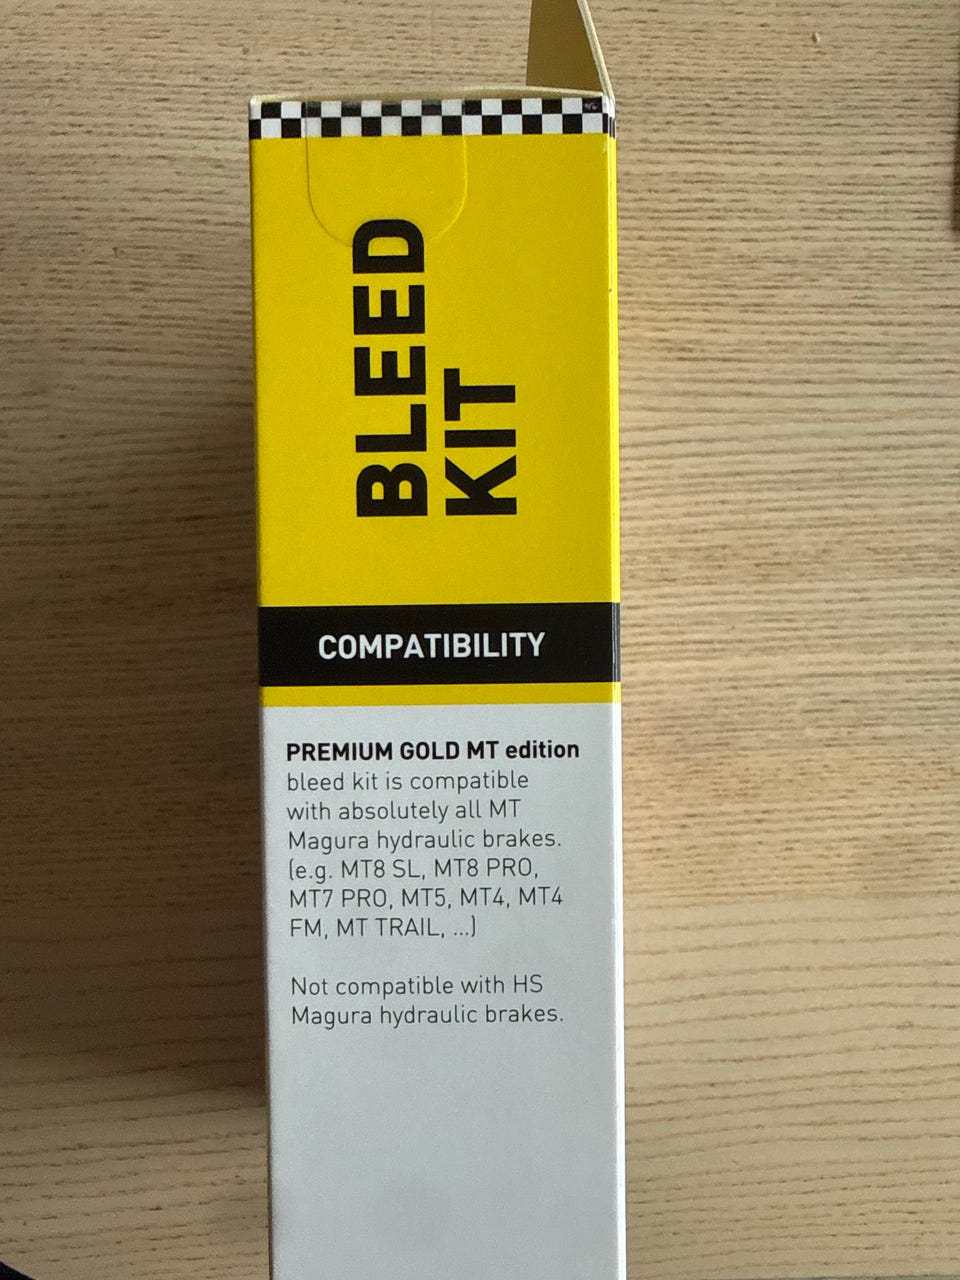 BLEED
KIT
COMPATIBILITY
PREMIUM GOLD MT edition
bleed kit is compatible
with absolutely all MT
Magura hydraulic brakes.
(e.g. MT8 SL, MT8 PRO,
MT7 PRO, MT5, MT4, MT4
FM, MT TRAIL, ...)
Not compatible with HS
Magura hydraulic brakes.